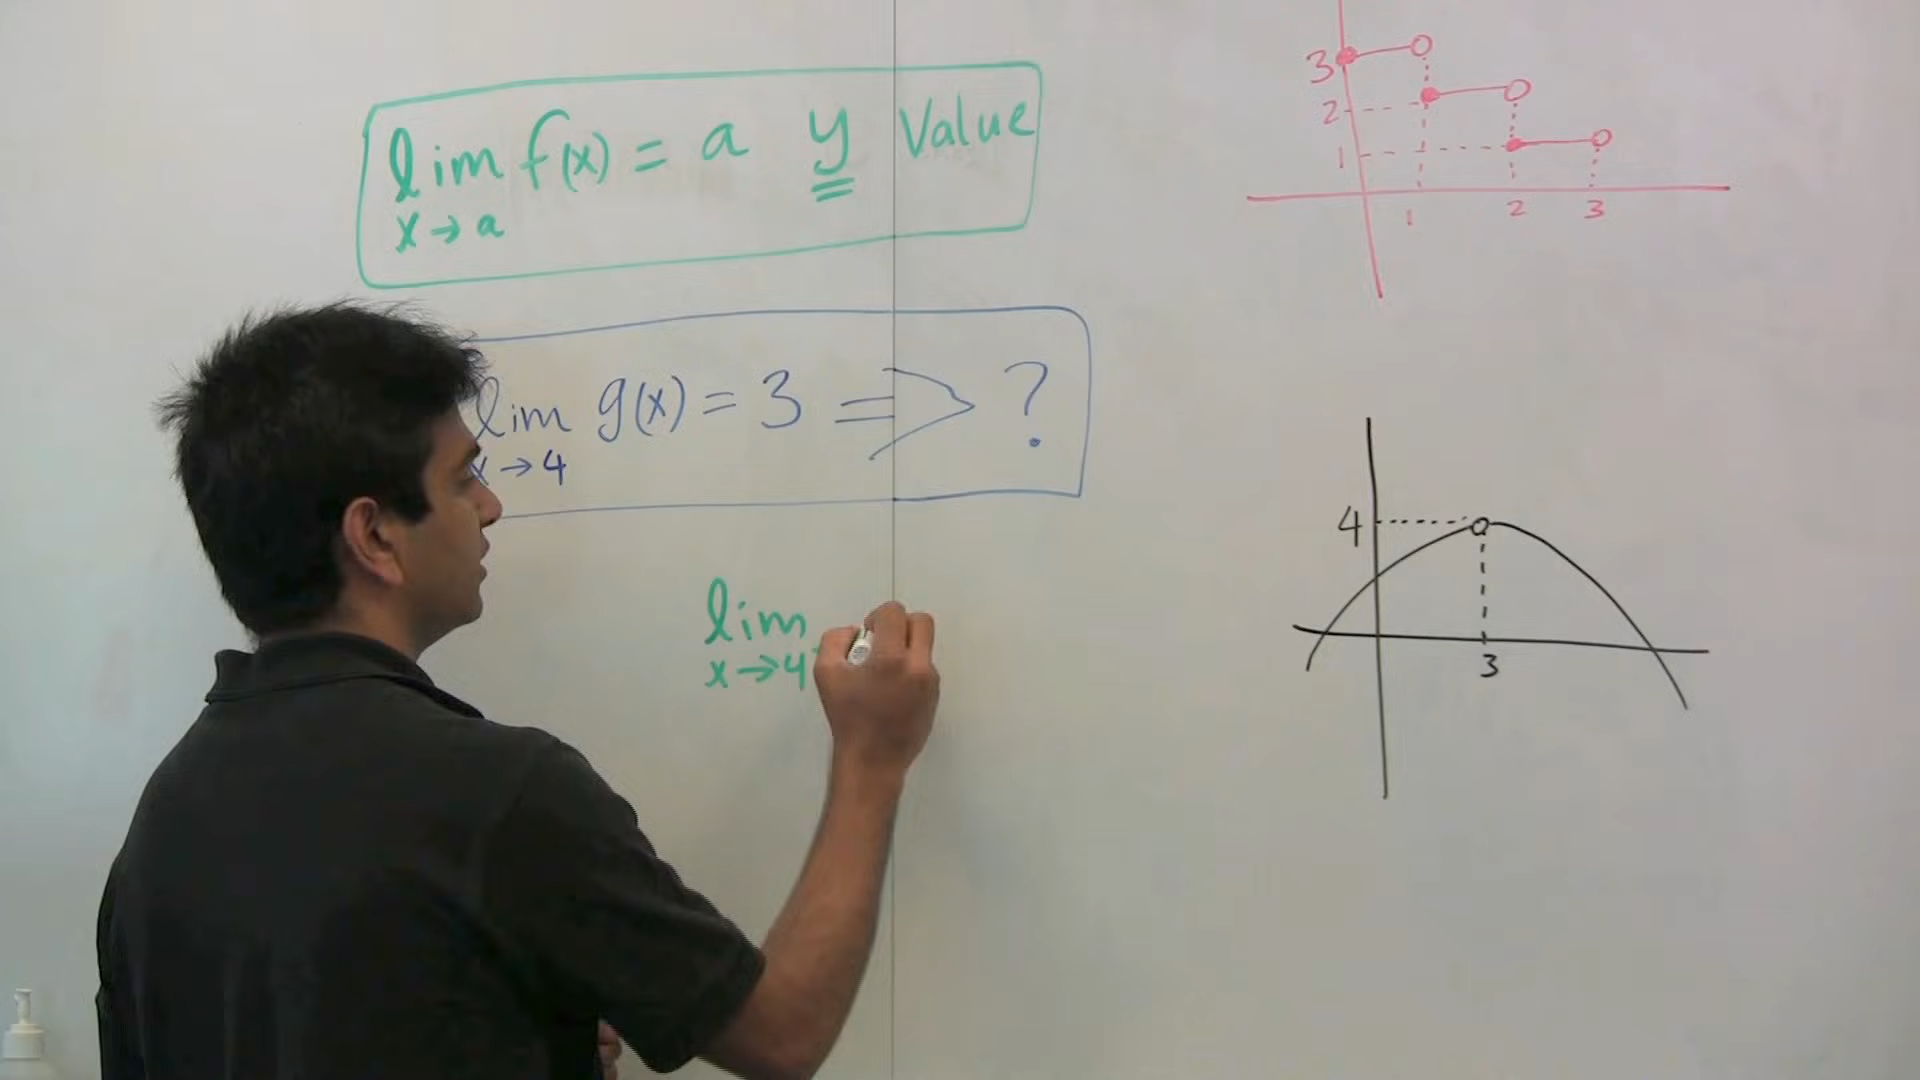 lim f(x) = a y Value
x → a
lim g(x) = 3 => ?
x → 4
lim
x → 4
3
2
1
1 2 3
4
3